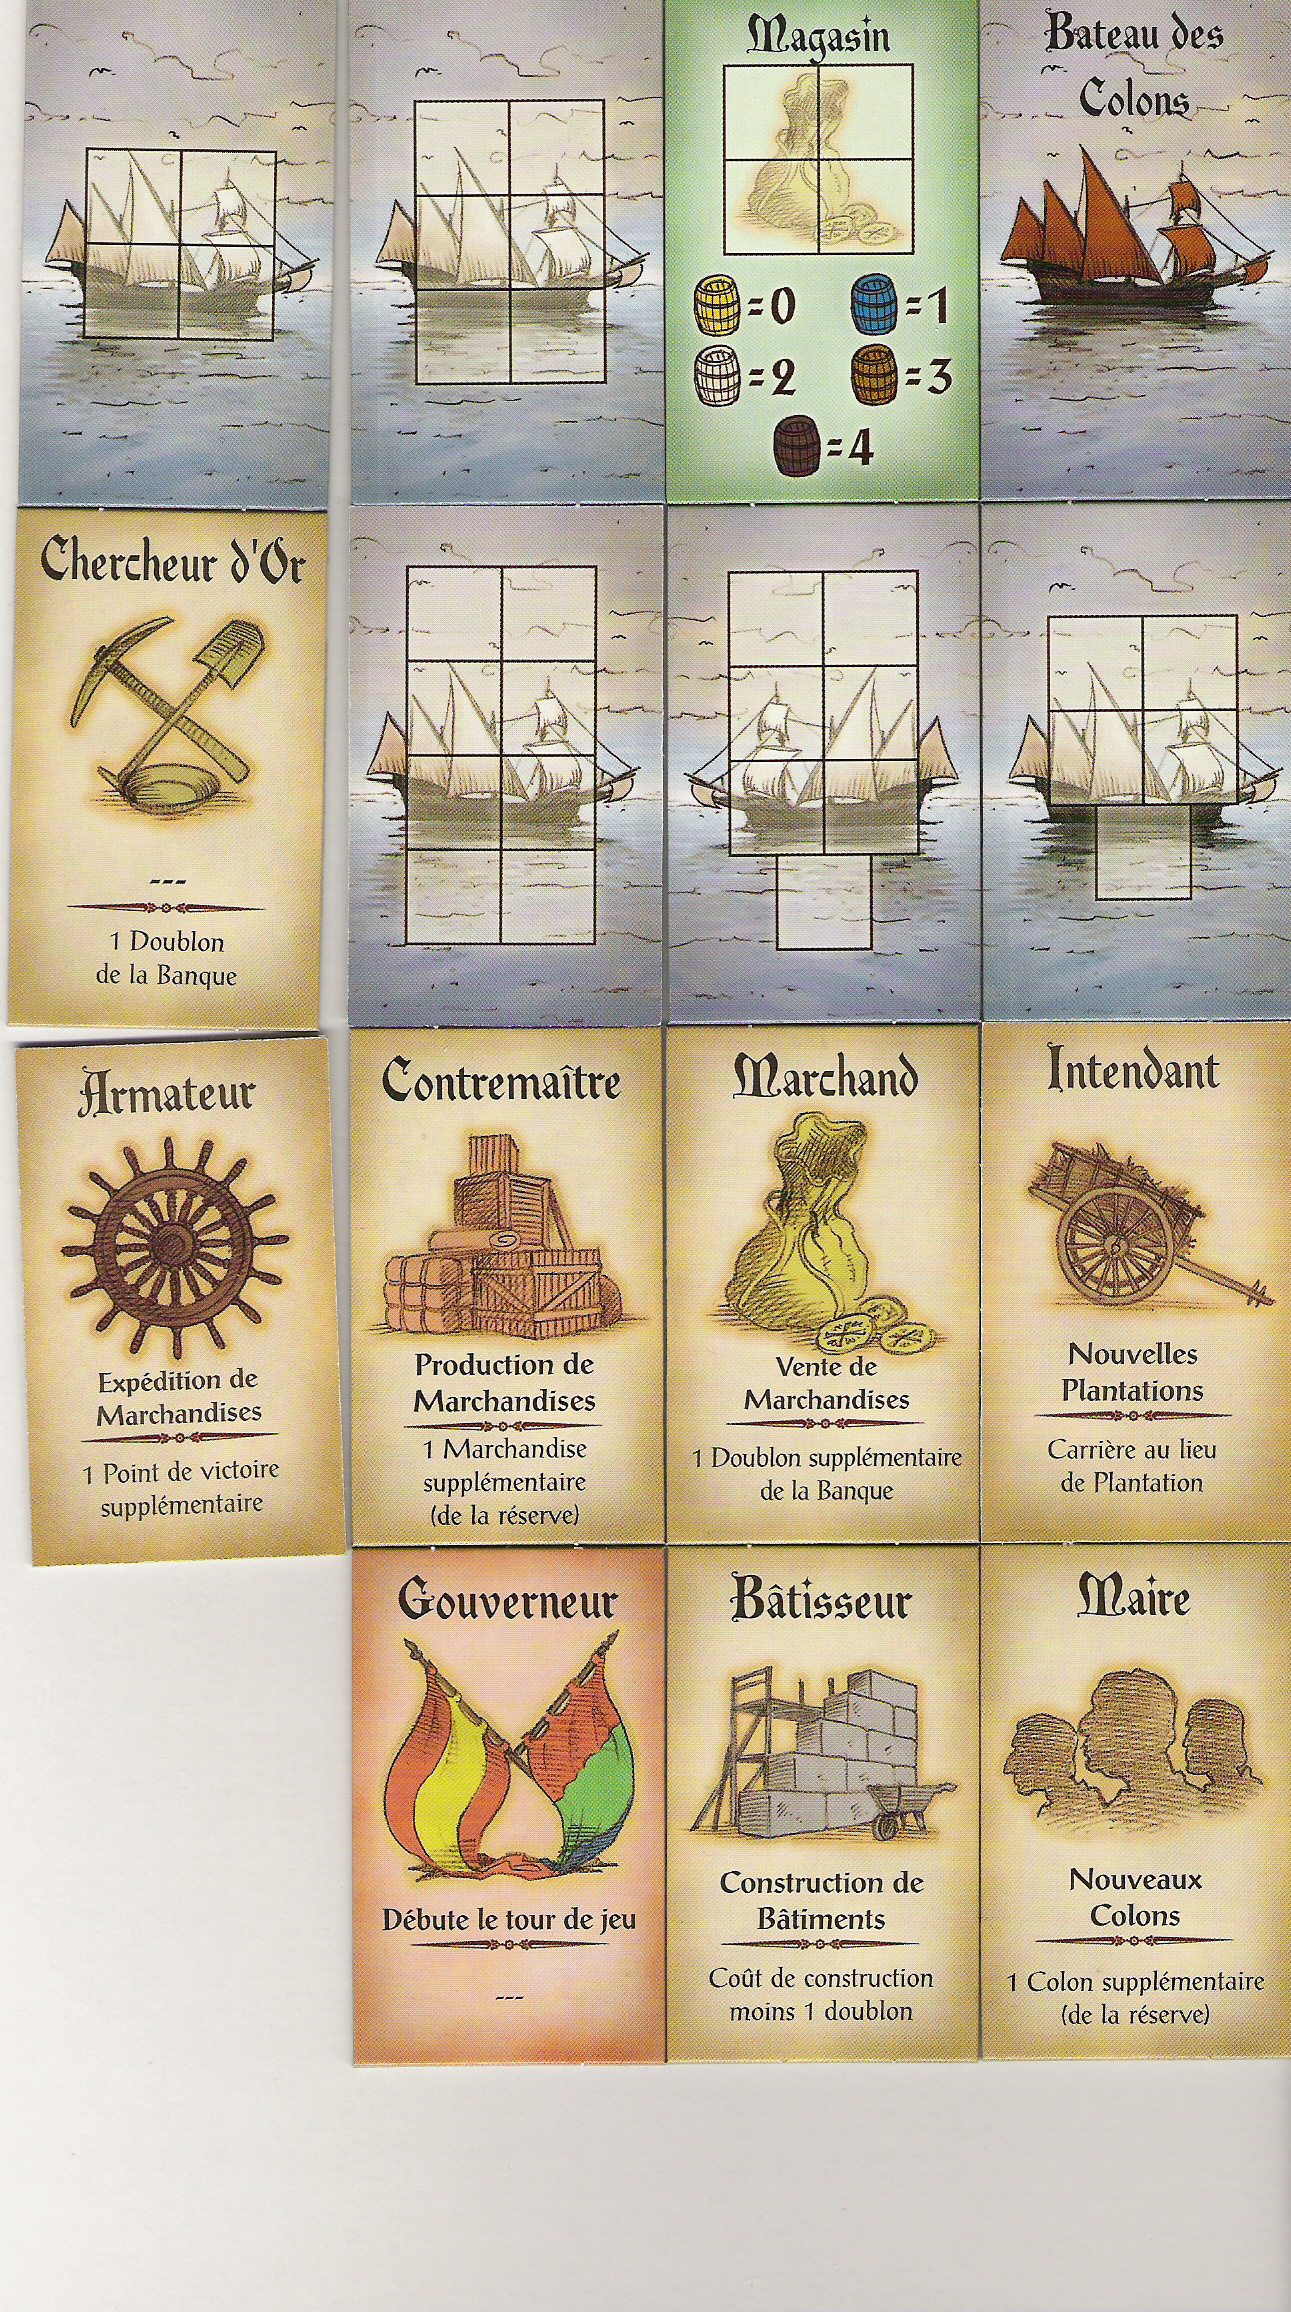 Magasin
=0
=1
=2
=3
=4
Bateau des
Colons
Chercheur d'Or
---
1 Doublon
de la Banque
Armateur
Expédition de
Marchandises
1 Point de victoire
supplémentaire
Contremaître
Production de
Marchandises
1 Marchandise
supplémentaire
(de la réserve)
Marchand
Vente de
Marchandises
1 Doublon supplémentaire
de la Banque
Intendant
Nouvelles
Plantations
Carrière au lieu
de Plantation
Gouverneur
Débute le tour de jeu
---
Bâtisseur
Construction de
Bâtiments
Coût de construction
moins 1 doublon
Maire
Nouveaux
Colons
1 Colon supplémentaire
(de la réserve)